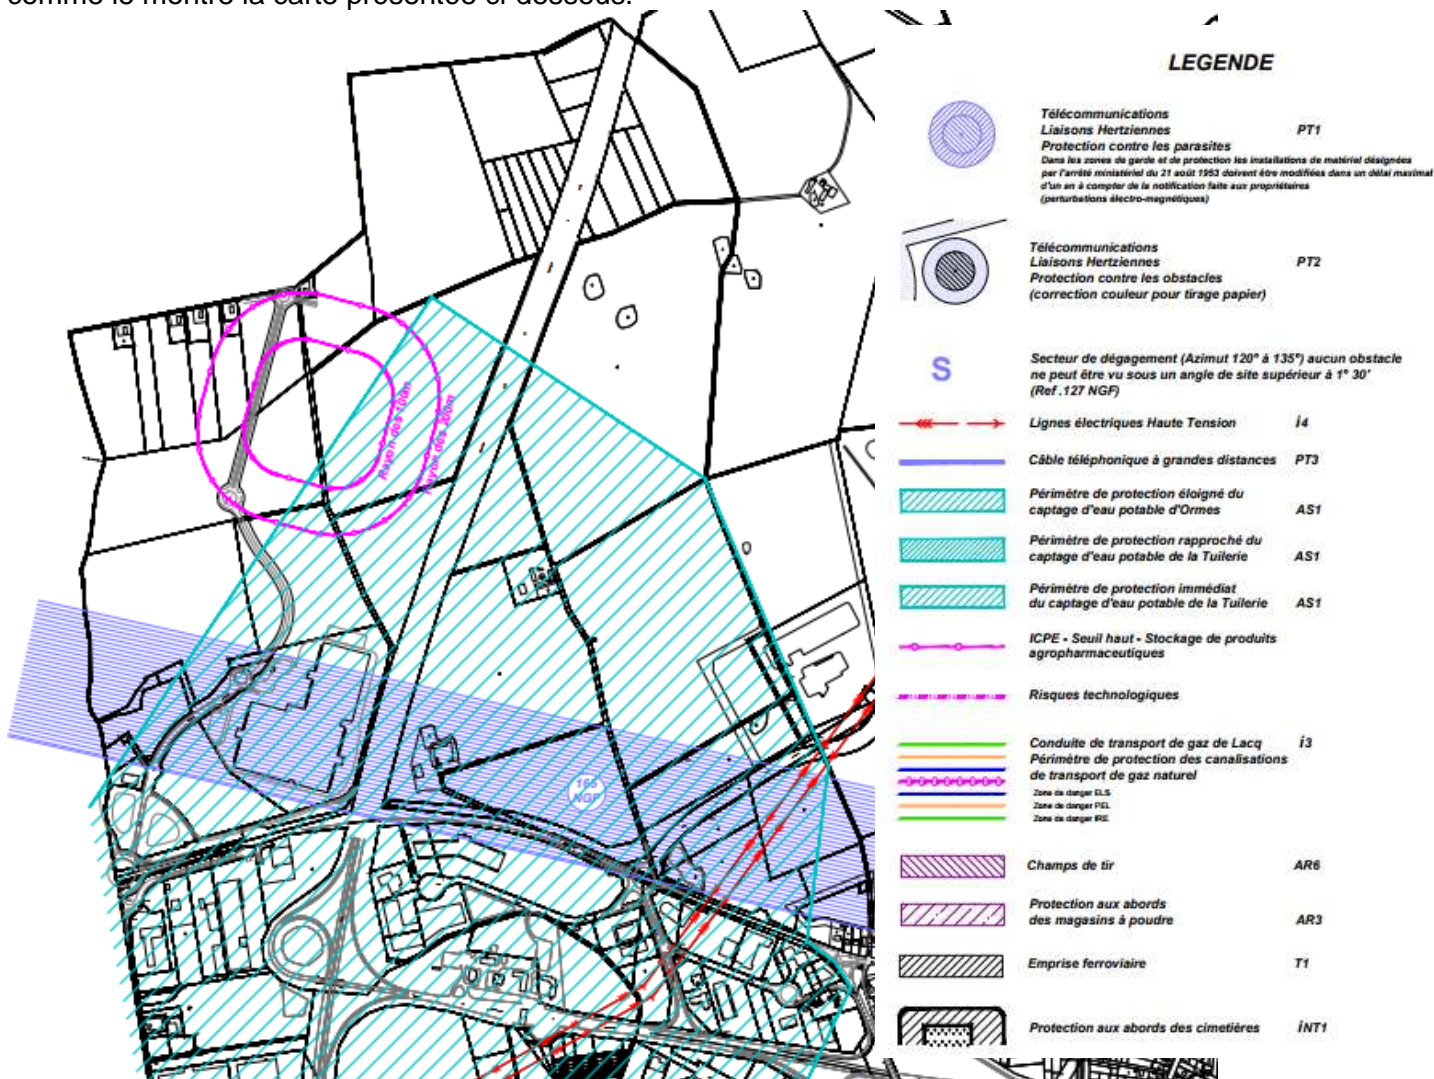 comme le montre la carte présentée ci-dessous.
LEGENDE
Télécommunications
Liaisons Hertziennes PT1
Protection contre les parasites
Dans les zones de garde et de protection les installations de matériel désignées
par l'arrêté ministériel du 21 août 1953 doivent être modifiées dans un délai maximal
d'un an à compter de la notification faite aux propriétaires
(perturbations électro-magnétiques)
Télécommunications
Liaisons Hertziennes PT2
Protection contre les obstacles
(correction couleur pour tirage papier)
S
Secteur de dégagement (Azimut 120° à 135°) aucun obstacle
ne peut être vu sous un angle de site supérieur à 1° 30'
(Ref .127 NGF)
Lignes électriques Haute Tension i4
Câble téléphonique à grandes distances PT3
Périmètre de protection éloigné du
captage d'eau potable d'Ormes AS1
Périmètre de protection rapproché du
captage d'eau potable de la Tuilerie AS1
Périmètre de protection immédiat
du captage d'eau potable de la Tuilerie AS1
ICPE - Seuil haut - Stockage de produits
agropharmaceutiques
Risques technologiques
Conduite de transport de gaz de Lacq i3
Périmètre de protection des canalisations
de transport de gaz naturel
Zone de danger ELS
Zone de danger PEL
Zone de danger IRE
Champs de tir AR6
Protection aux abords
des magasins à poudre AR3
Emprise ferroviaire T1
Protection aux abords des cimetières iNT1
Rayon des 100m
Rayon des 200m
165
NGF